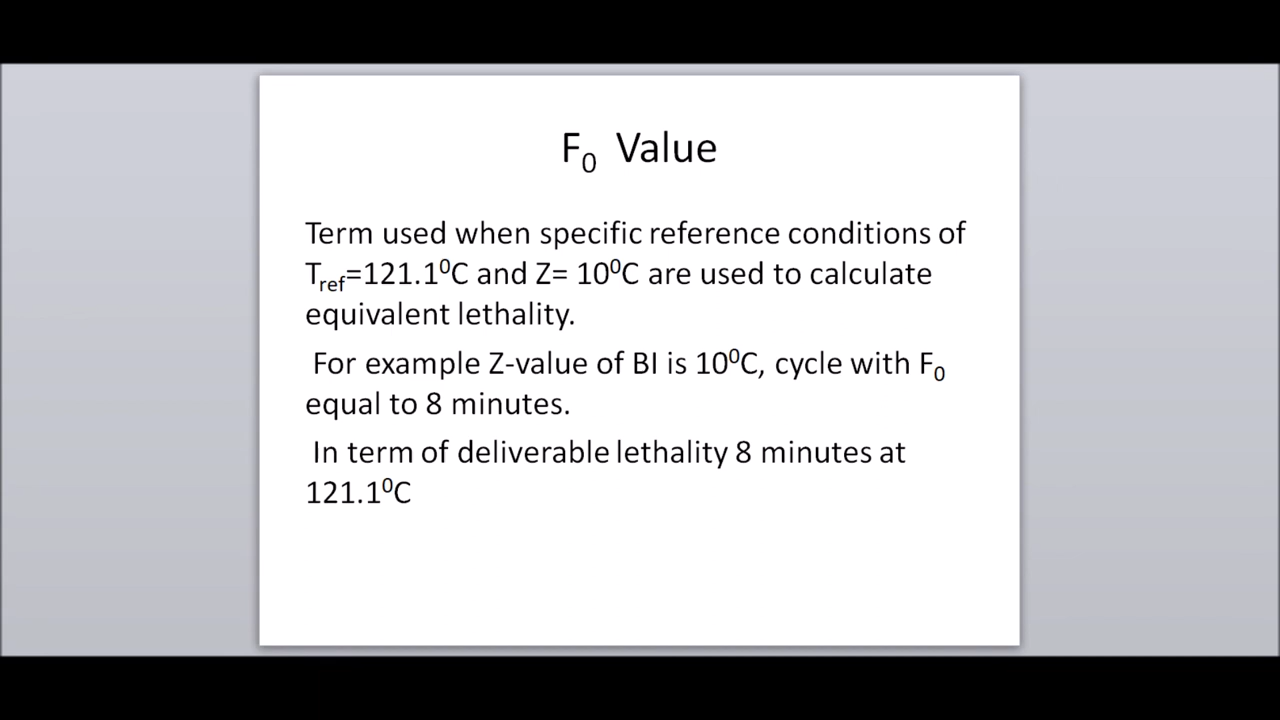 F₀ Value
Term used when specific reference conditions of
Tref=121.1⁰C and Z= 10⁰C are used to calculate
equivalent lethality.
For example Z-value of BI is 10⁰C, cycle with F₀
equal to 8 minutes.
In term of deliverable lethality 8 minutes at
121.1⁰C